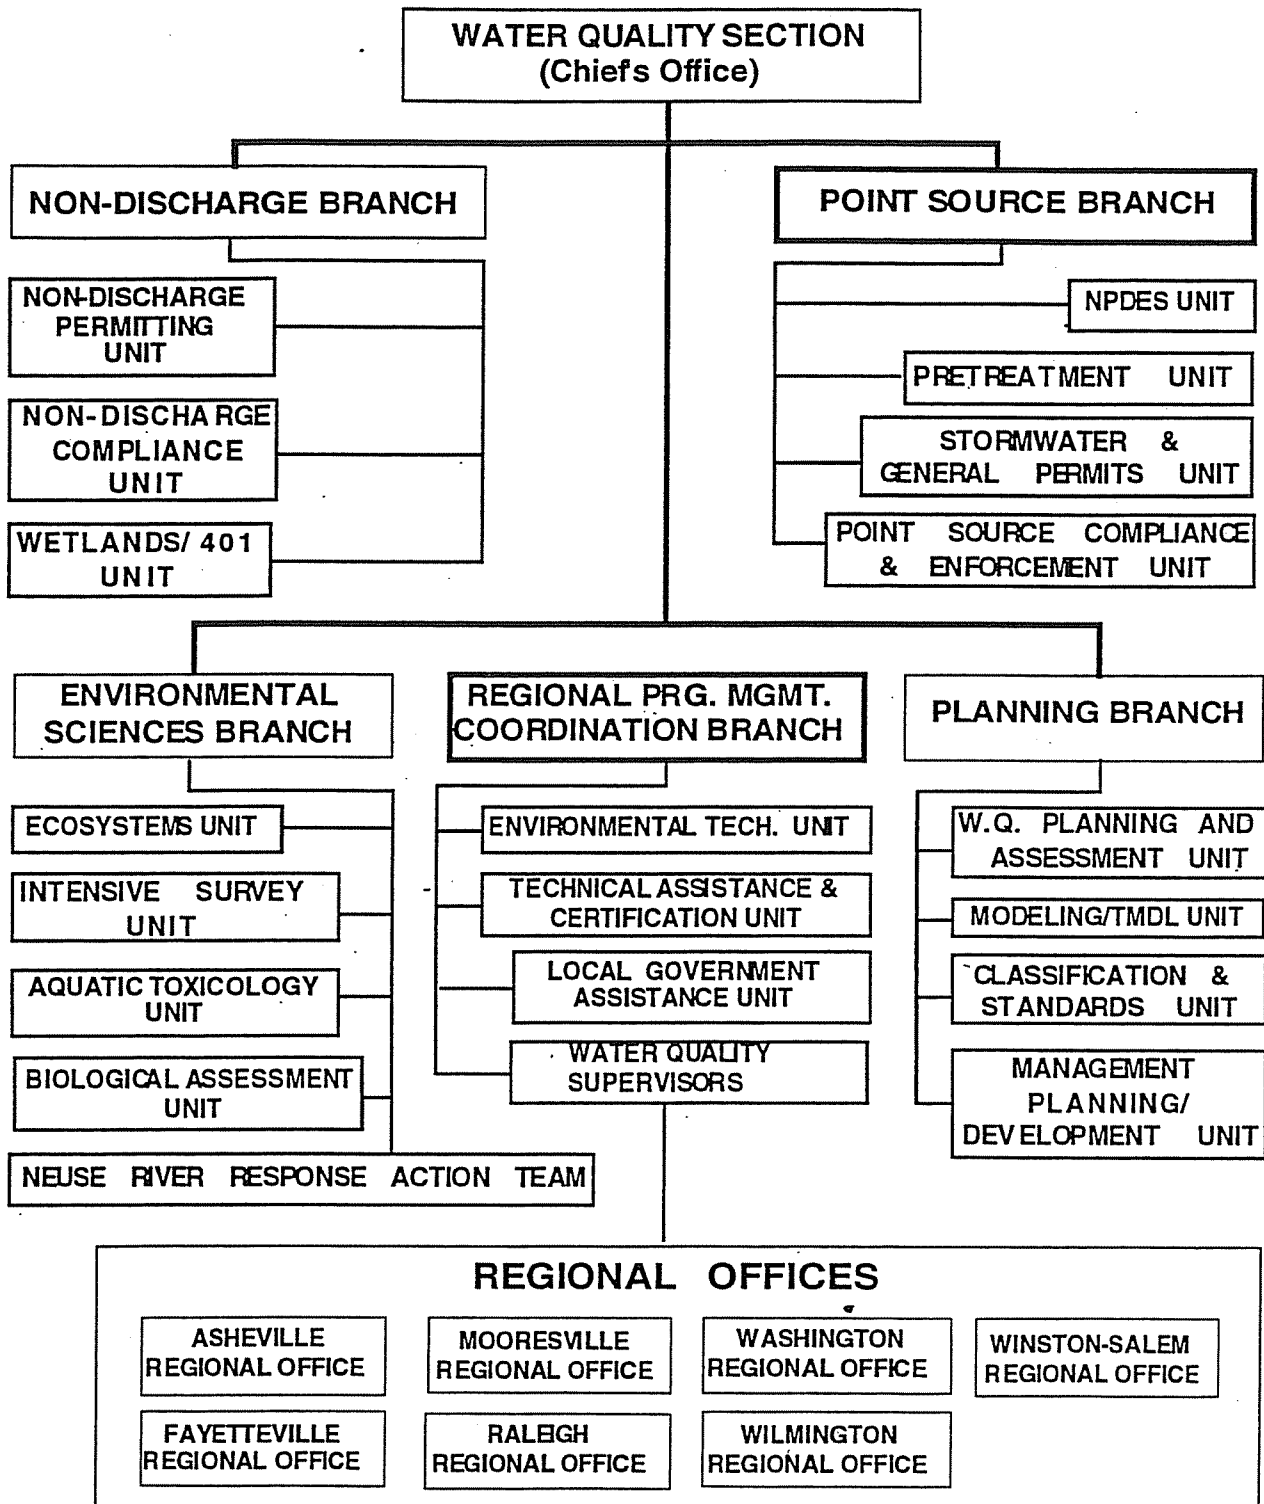 WATER QUALITY SECTION
(Chief's Office)
NON-DISCHARGE BRANCH
POINT SOURCE BRANCH
NON-DISCHARGE
PERMITTING
UNIT
NON-DISCHARGE
COMPLIANCE
UNIT
WETLANDS/401
UNIT
NPDES UNIT
PRETREATMENT UNIT
STORMWATER &
GENERAL PERMITS UNIT
POINT SOURCE COMPLIANCE
& ENFORCEMENT UNIT
ENVIRONMENTAL
SCIENCES BRANCH
REGIONAL PRG. MGMT.
COORDINATION BRANCH
PLANNING BRANCH
ECOSYSTEMS UNIT
INTENSIVE SURVEY
UNIT
AQUATIC TOXICOLOGY
UNIT
BIOLOGICAL ASSESSMENT
UNIT
NEUSE RIVER RESPONSE ACTION TEAM
ENVIRONMENTAL TECH. UNIT
TECHNICAL ASSISTANCE &
CERTIFICATION UNIT
LOCAL GOVERNMENT
ASSISTANCE UNIT
WATER QUALITY
SUPERVISORS
W.Q. PLANNING AND
ASSESSMENT UNIT
MODELING/TMDL UNIT
CLASSIFICATION &
STANDARDS UNIT
MANAGEMENT
PLANNING/
DEVELOPMENT UNIT
REGIONAL OFFICES
ASHEVILLE
REGIONAL OFFICE
MOORESVILLE
REGIONAL OFFICE
WASHINGTON
REGIONAL OFFICE
WINSTON-SALEM
REGIONAL OFFICE
FAYETTEVILLE
REGIONAL OFFICE
RALEIGH
REGIONAL OFFICE
WILMINGTON
REGIONAL OFFICE